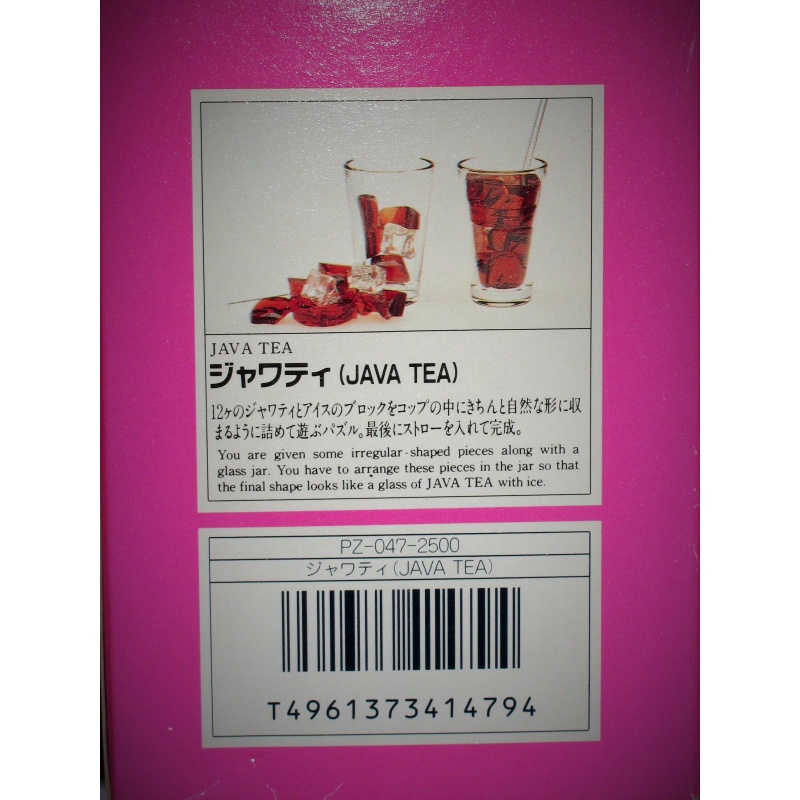 JAVA TEA
ジャワティ(JAVA TEA)
12ヶのジャワティとアイスのブロックをコップの中にきちんと自然な形に収
まるように詰めて遊ぶパズル。最後にストローを入れて完成。
You are given some irregular-shaped pieces along with a
glass jar. You have to arrange these pieces in the jar so that
the final shape looks like a glass of JAVA TEA with ice.
PZ-047-2500
ジャワティ(JAVA TEA)
T4961373414794